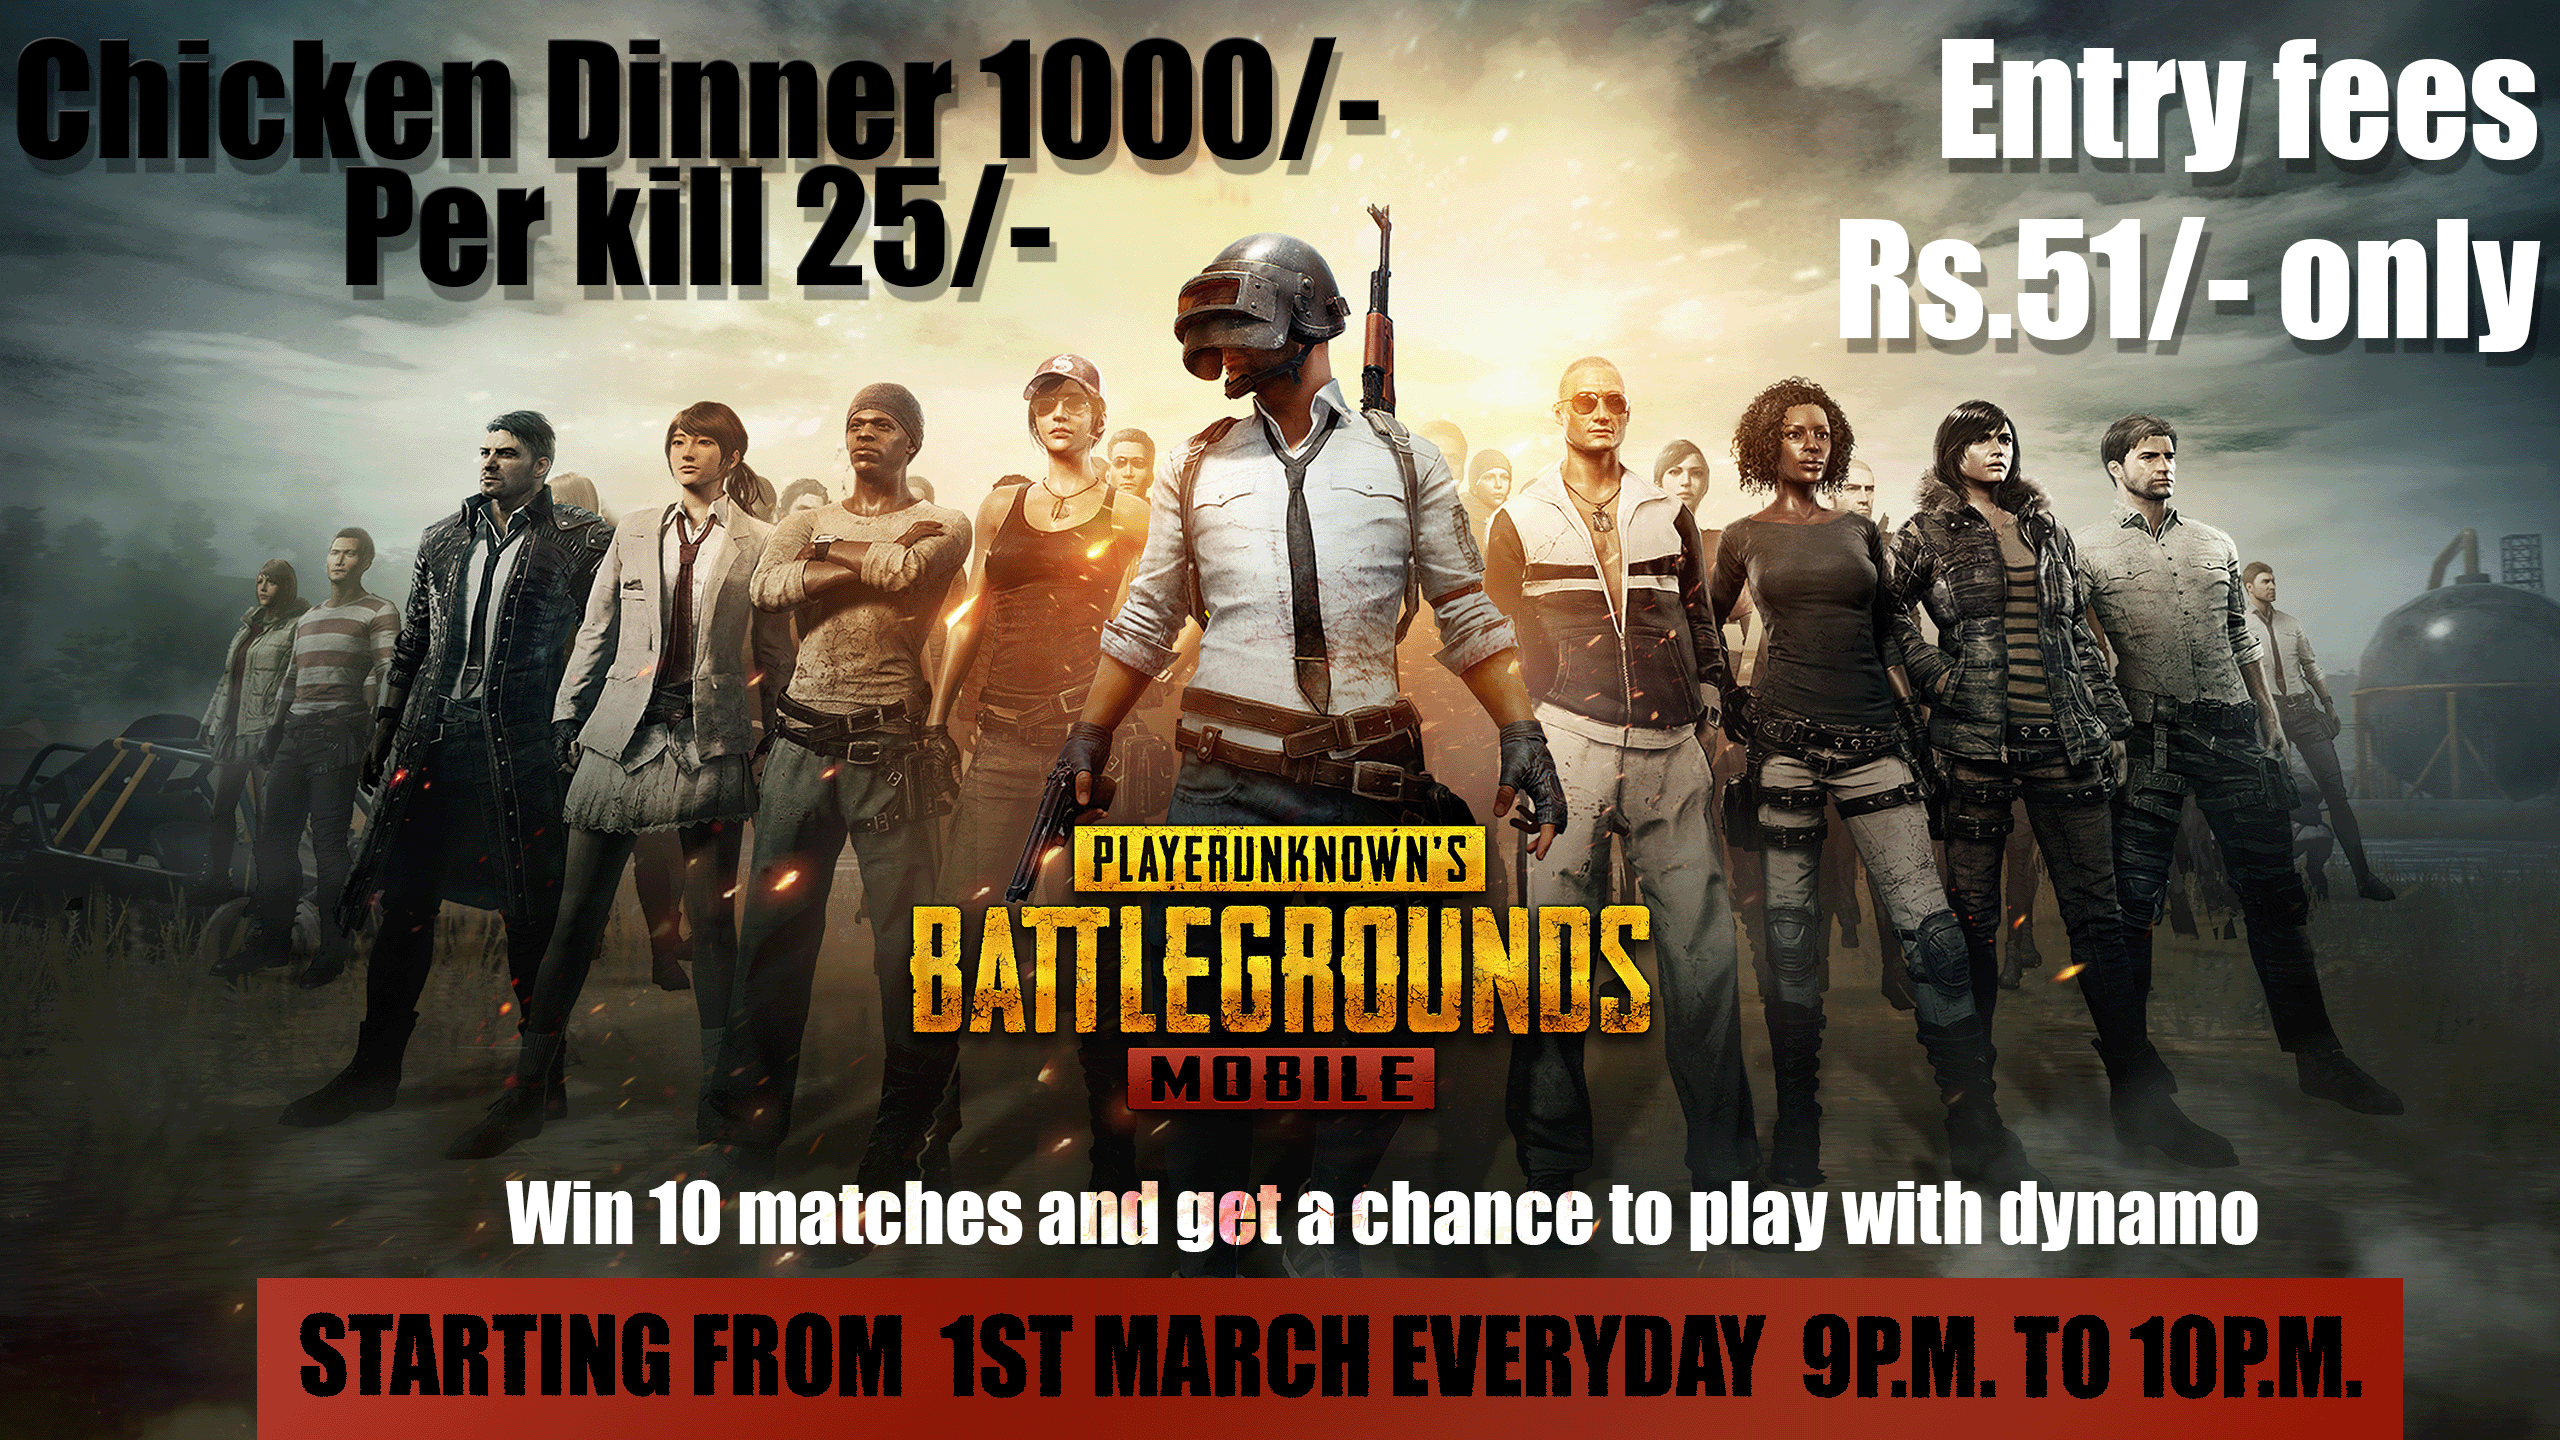 Chicken Dinner 1000/-
Per kill 25/-
Entry fees
Rs.51/- only
PLAYERUNKNOWN'S
BATTLEGROUNDS
MOBILE
Win 10 matches and get a chance to play with dynamo
STARTING FROM 1ST MARCH EVERYDAY 9P.M. TO 10P.M.